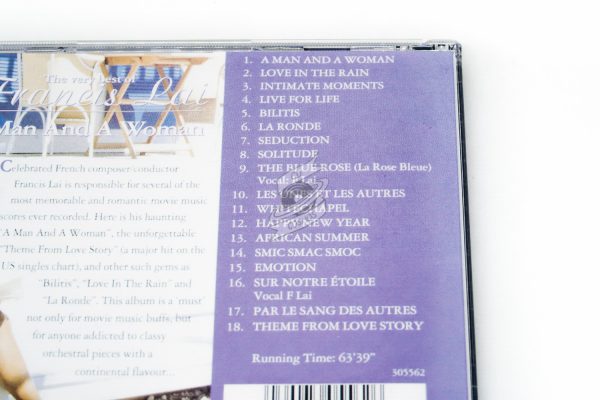 The very best of
Francis Lai
Man And A Woman
Celebrated French composer-conductor
Francis Lai is responsible for several of the
most memorable and romantic movie music
scores ever recorded. Here is his haunting
"A Man And A Woman", the unforgettable
"Theme From Love Story" (a major hit on the
US singles chart), and other such gems as
"Bilitis", "Love In The Rain" and
"La Ronde". This album is a 'must'
not only for movie music buffs, but
for anyone addicted to classy
orchestral pieces with a
continental flavour...
1. A MAN AND A WOMAN
2. LOVE IN THE RAIN
3. INTIMATE MOMENTS
4. LIVE FOR LIFE
5. BILITIS
6. LA RONDE
7. SEDUCTION
8. SOLITUDE
9. THE BLUE ROSE (La Rose Bleue)
Vocal: F Lai
10. LES UNES ET LES AUTRES
11. WHITECHAPEL
12. HAPPY NEW YEAR
13. AFRICAN SUMMER
14. SMIC SMAC SMOC
15. EMOTION
16. SUR NOTRE ÉTOILE
Vocal F Lai
17. PAR LE SANG DES AUTRES
18. THEME FROM LOVE STORY
Running Time: 63'39"
305562